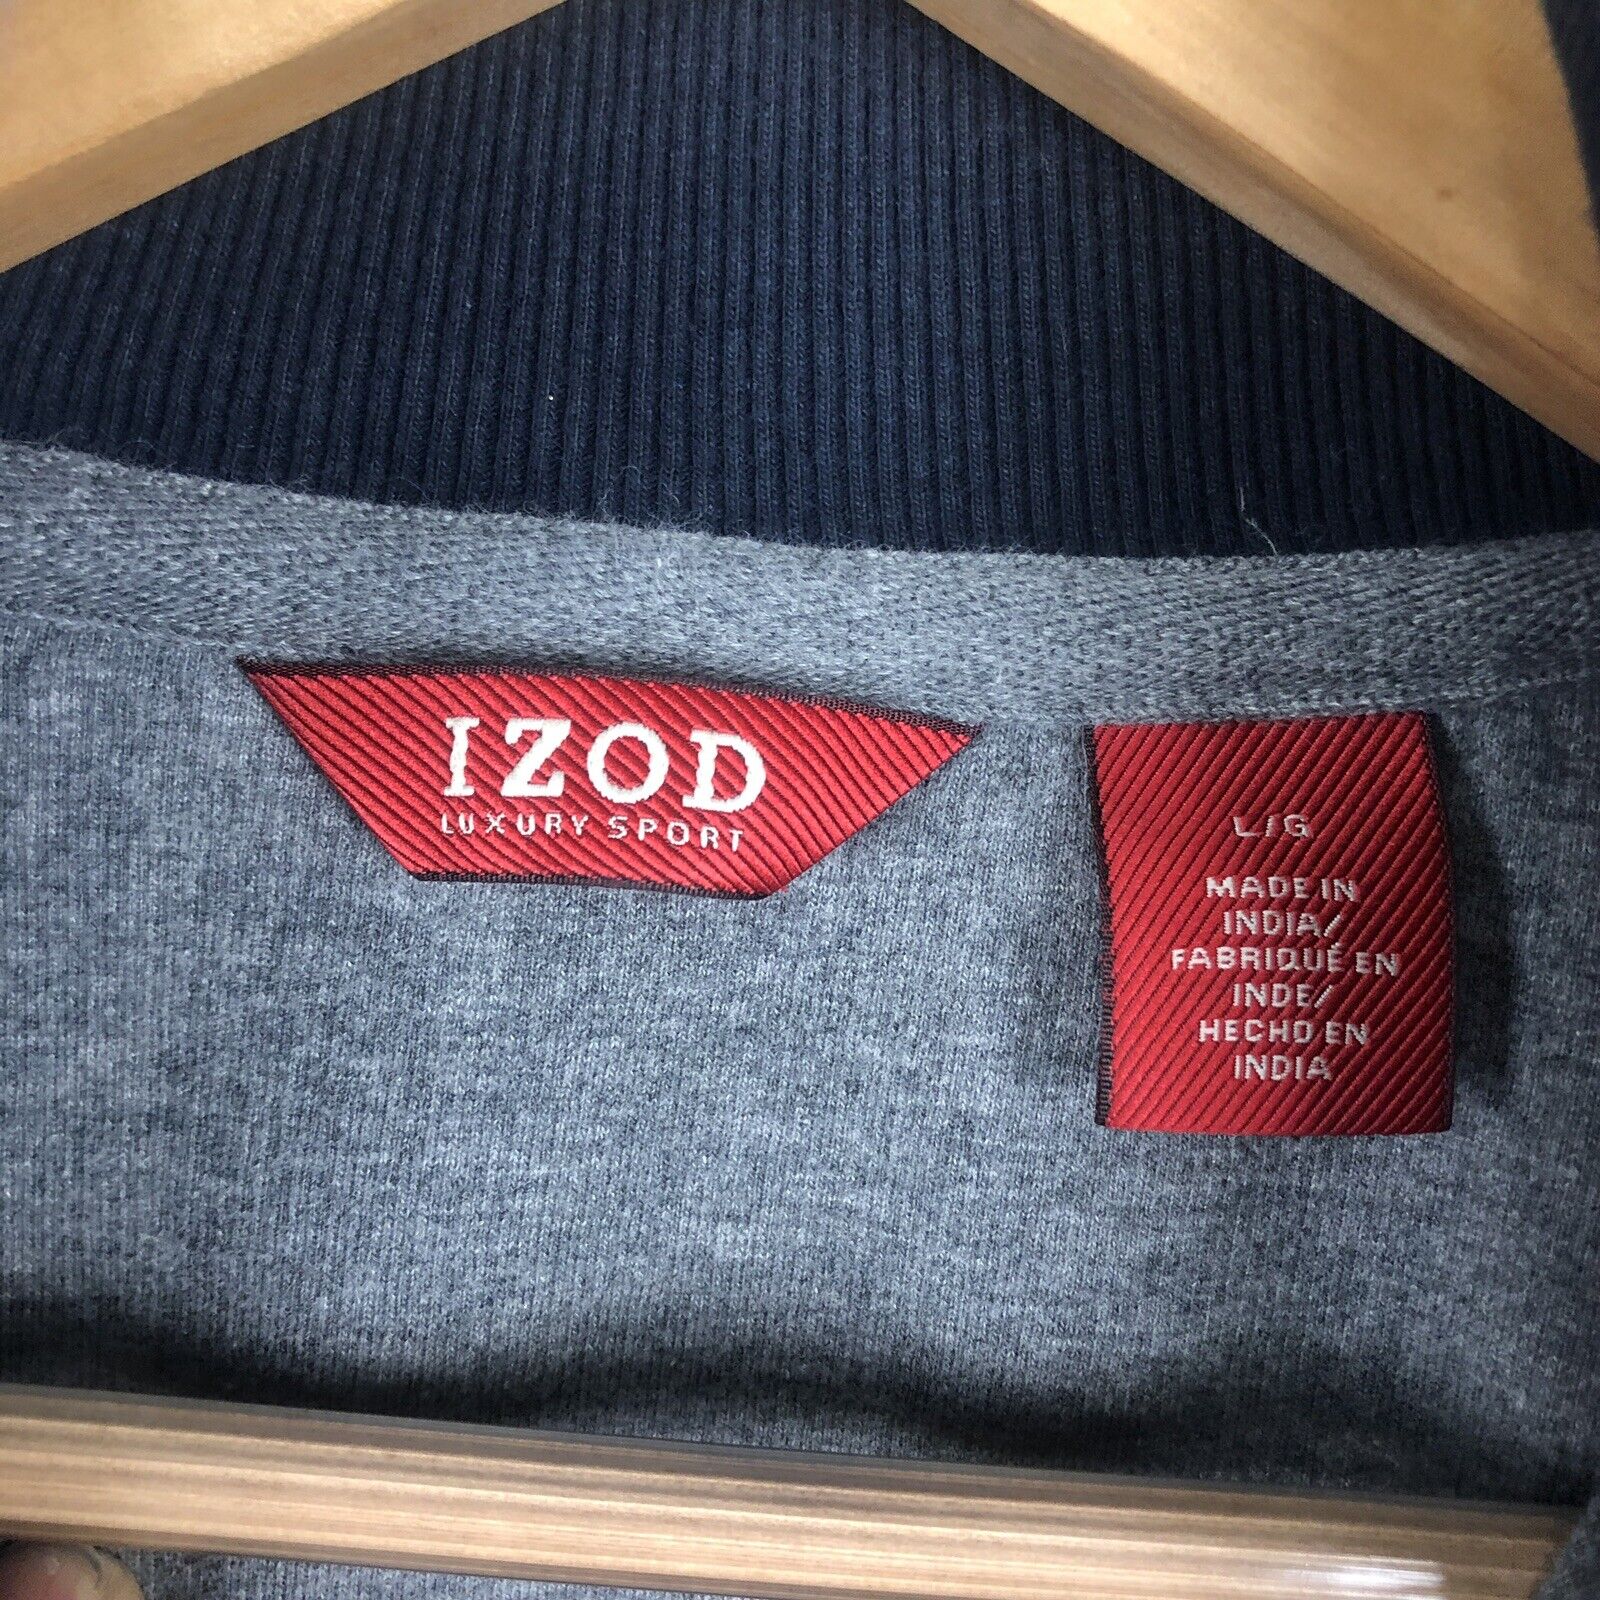 IZOD
LUXURY SPORT
L/G
MADE IN
INDIA/
FABRIQUÉ EN
INDE/
HECHO EN
INDIA